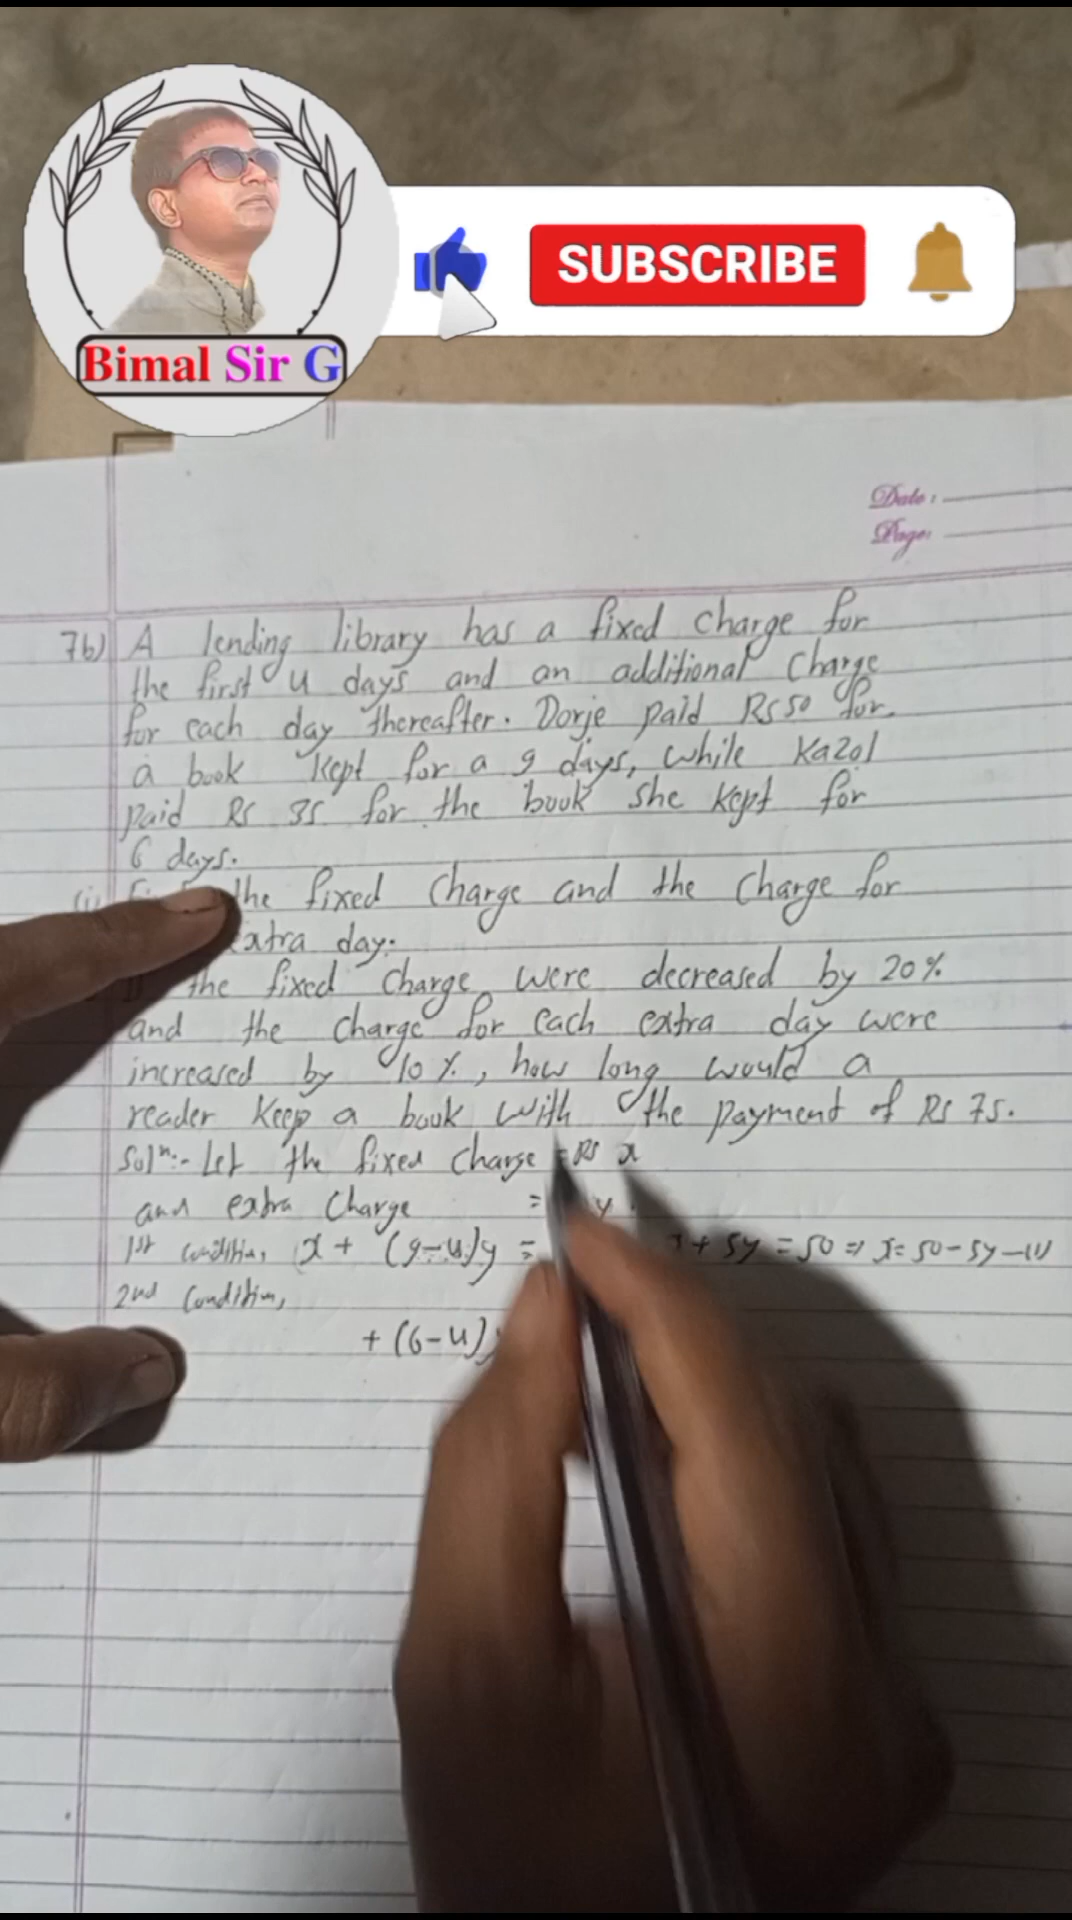 Bimal Sir G
SUBSCRIBE
Date:
Page:
7b) A lending library has a fixed charge for
the first 4 days and an additional charge
for each day thereafter. Dorje paid Rs 50 for
a book kept for a 9 days, while Kazol
paid Rs 35 for the book she kept for
6 days.
(i) the fixed charge and the charge for
extra day.
the fixed charge were decreased by 20%
and the charge for each extra day were
increased by 10%, how long would a
reader keep a book with the payment of Rs 75.
Solⁿ:- Let the fixed charge = Rs x
and extra charge = y.
1st condition, x + (9-4)y = x + 5y = 50 => x = 50 - 5y - (1)
2nd condition,
+ (6-4)